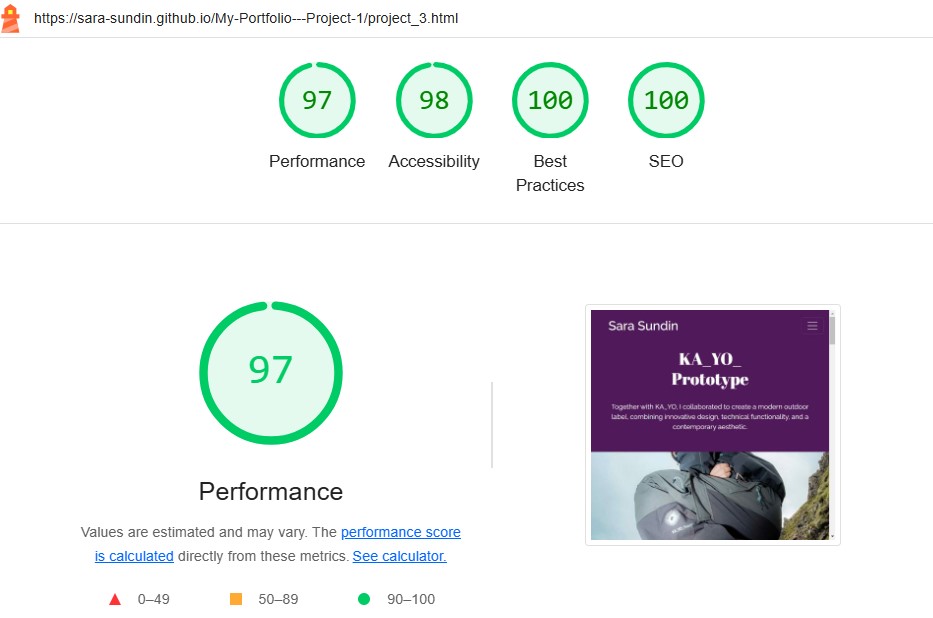 https://sara-sundin.github.io/My-Portfolio---Project-1/project_3.html
97
98
100
100
Performance
Accessibility
Best
Practices
SEO
97
Performance
Values are estimated and may vary. The performance score
is calculated directly from these metrics. See calculator.
0–49
50–89
90–100
Sara Sundin
KA_YO_
Prototype
Together with KA_YO, I collaborated to create a modern outdoor
label, combining innovative design, technical functionality, and a
contemporary aesthetic.